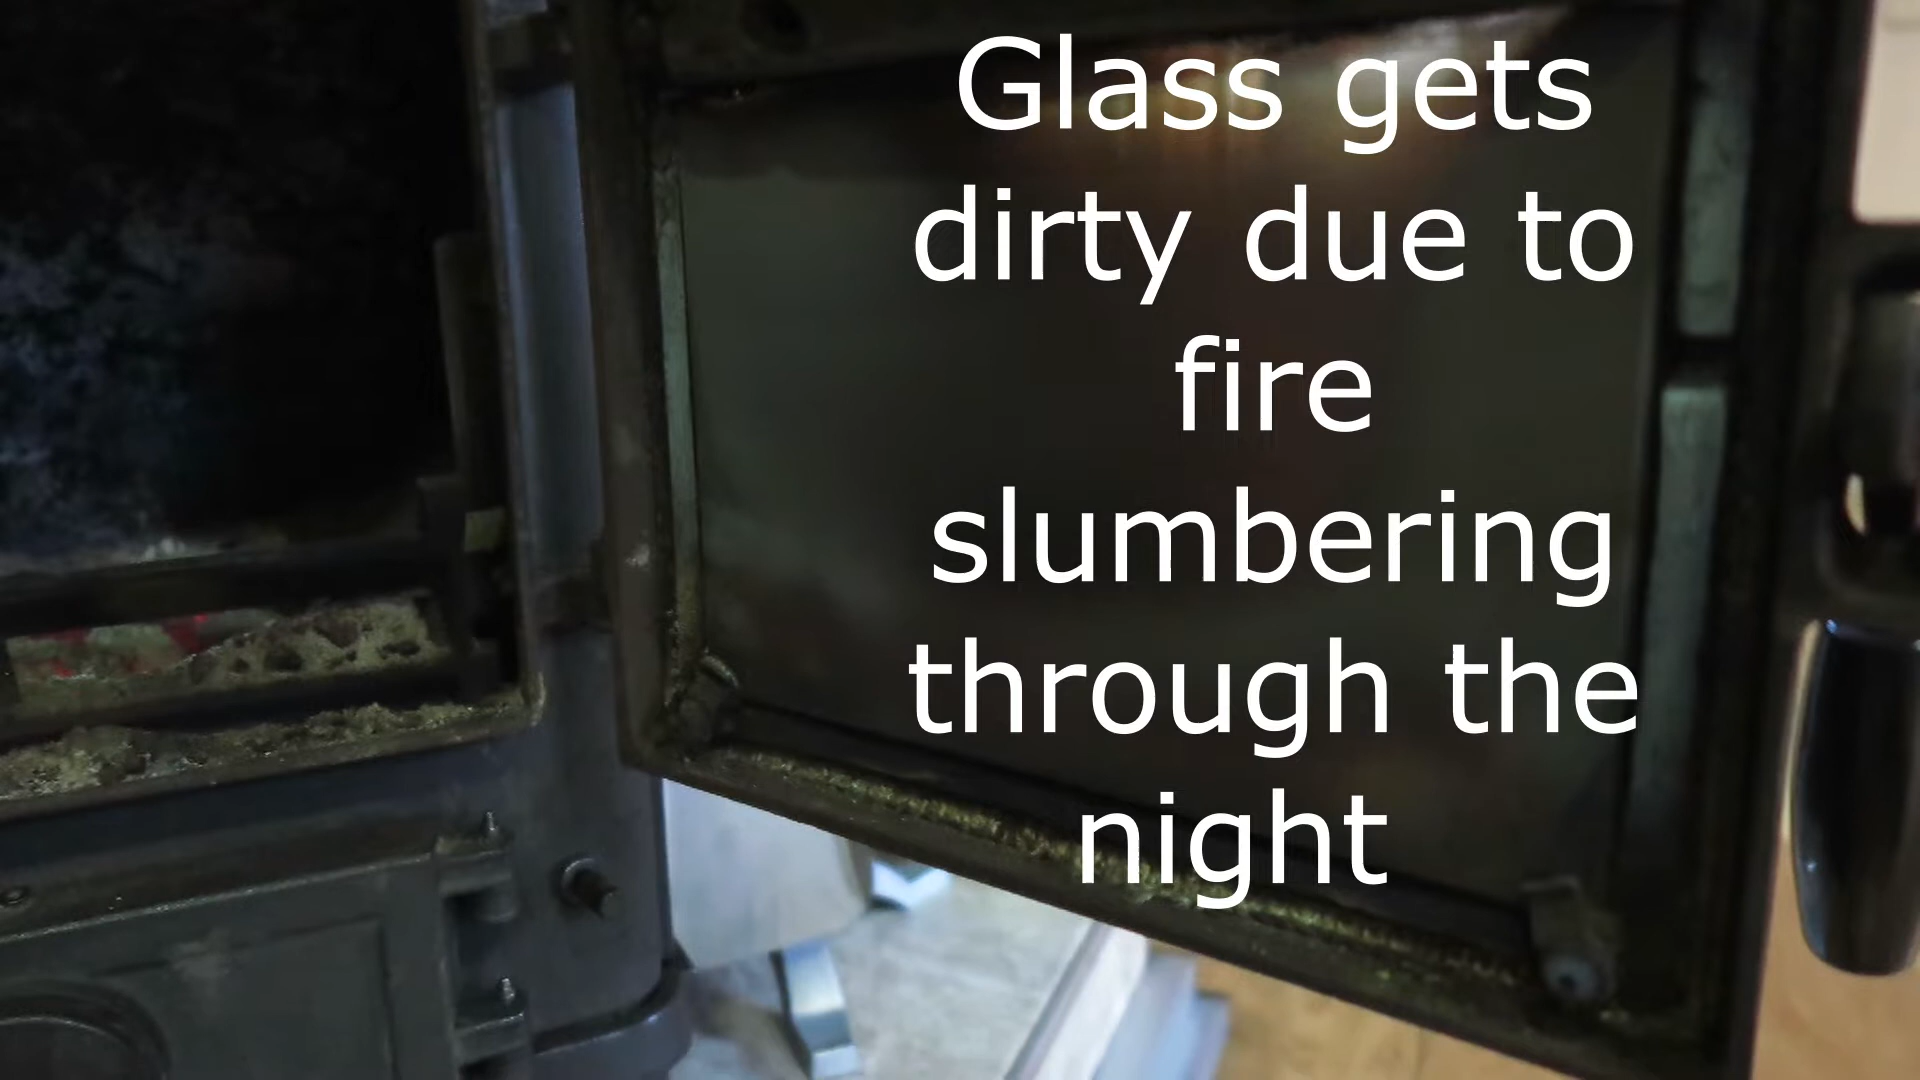 Glass gets
dirty due to
fire
slumbering
through the
night